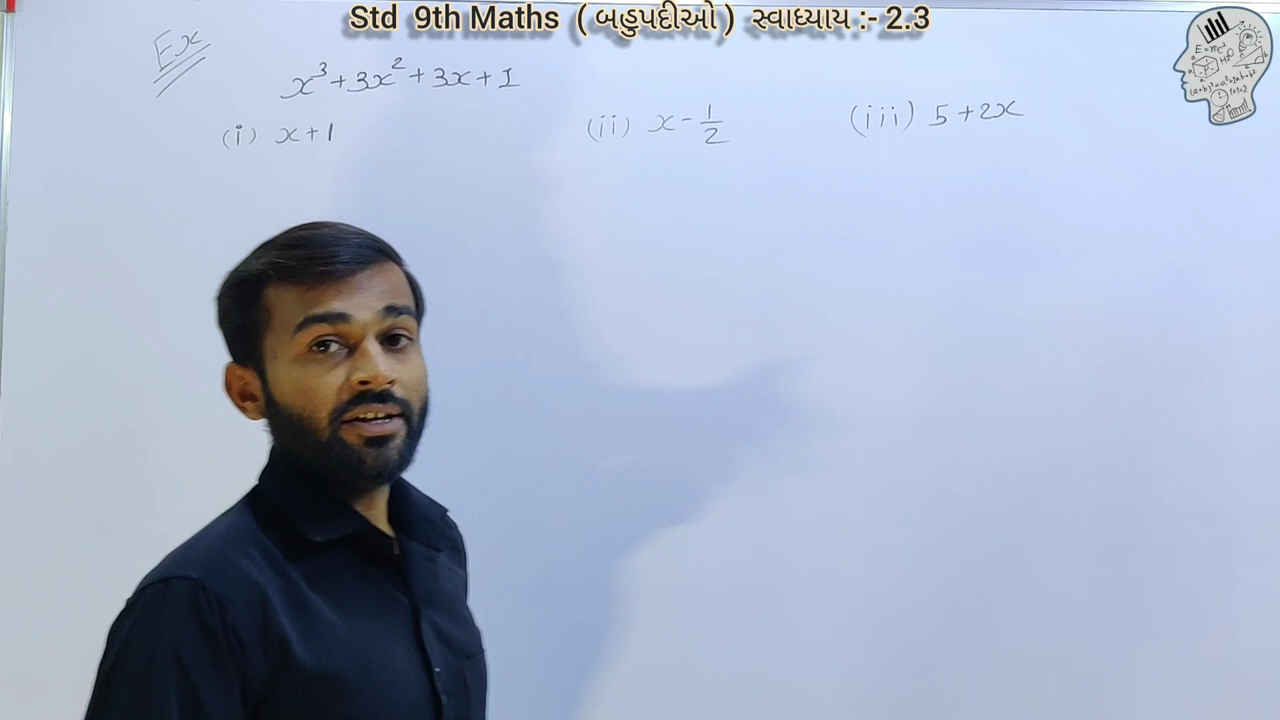 Std 9th Maths ( બહુપદીઓ ) સ્વાધ્યાય :- 2.3
Ex
x³+3x²+3x+1
(i) x+1 (ii) x-1/2 (iii) 5+2x
E=mc²